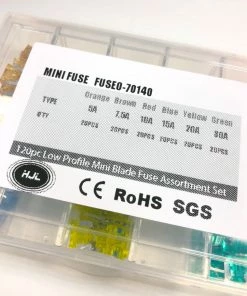 MINI FUSE FUSE0-70140
Orange Brown Red Blue Yellow Green
TYPE 5A 7.5A 10A 15A 20A 30A
QTY 20PCS 20PCS 20PCS 20PCS 20PCS 20PCS
120pc Low Profile Mini Blade Fuse Assortment Set
HJL
CE RoHS SGS